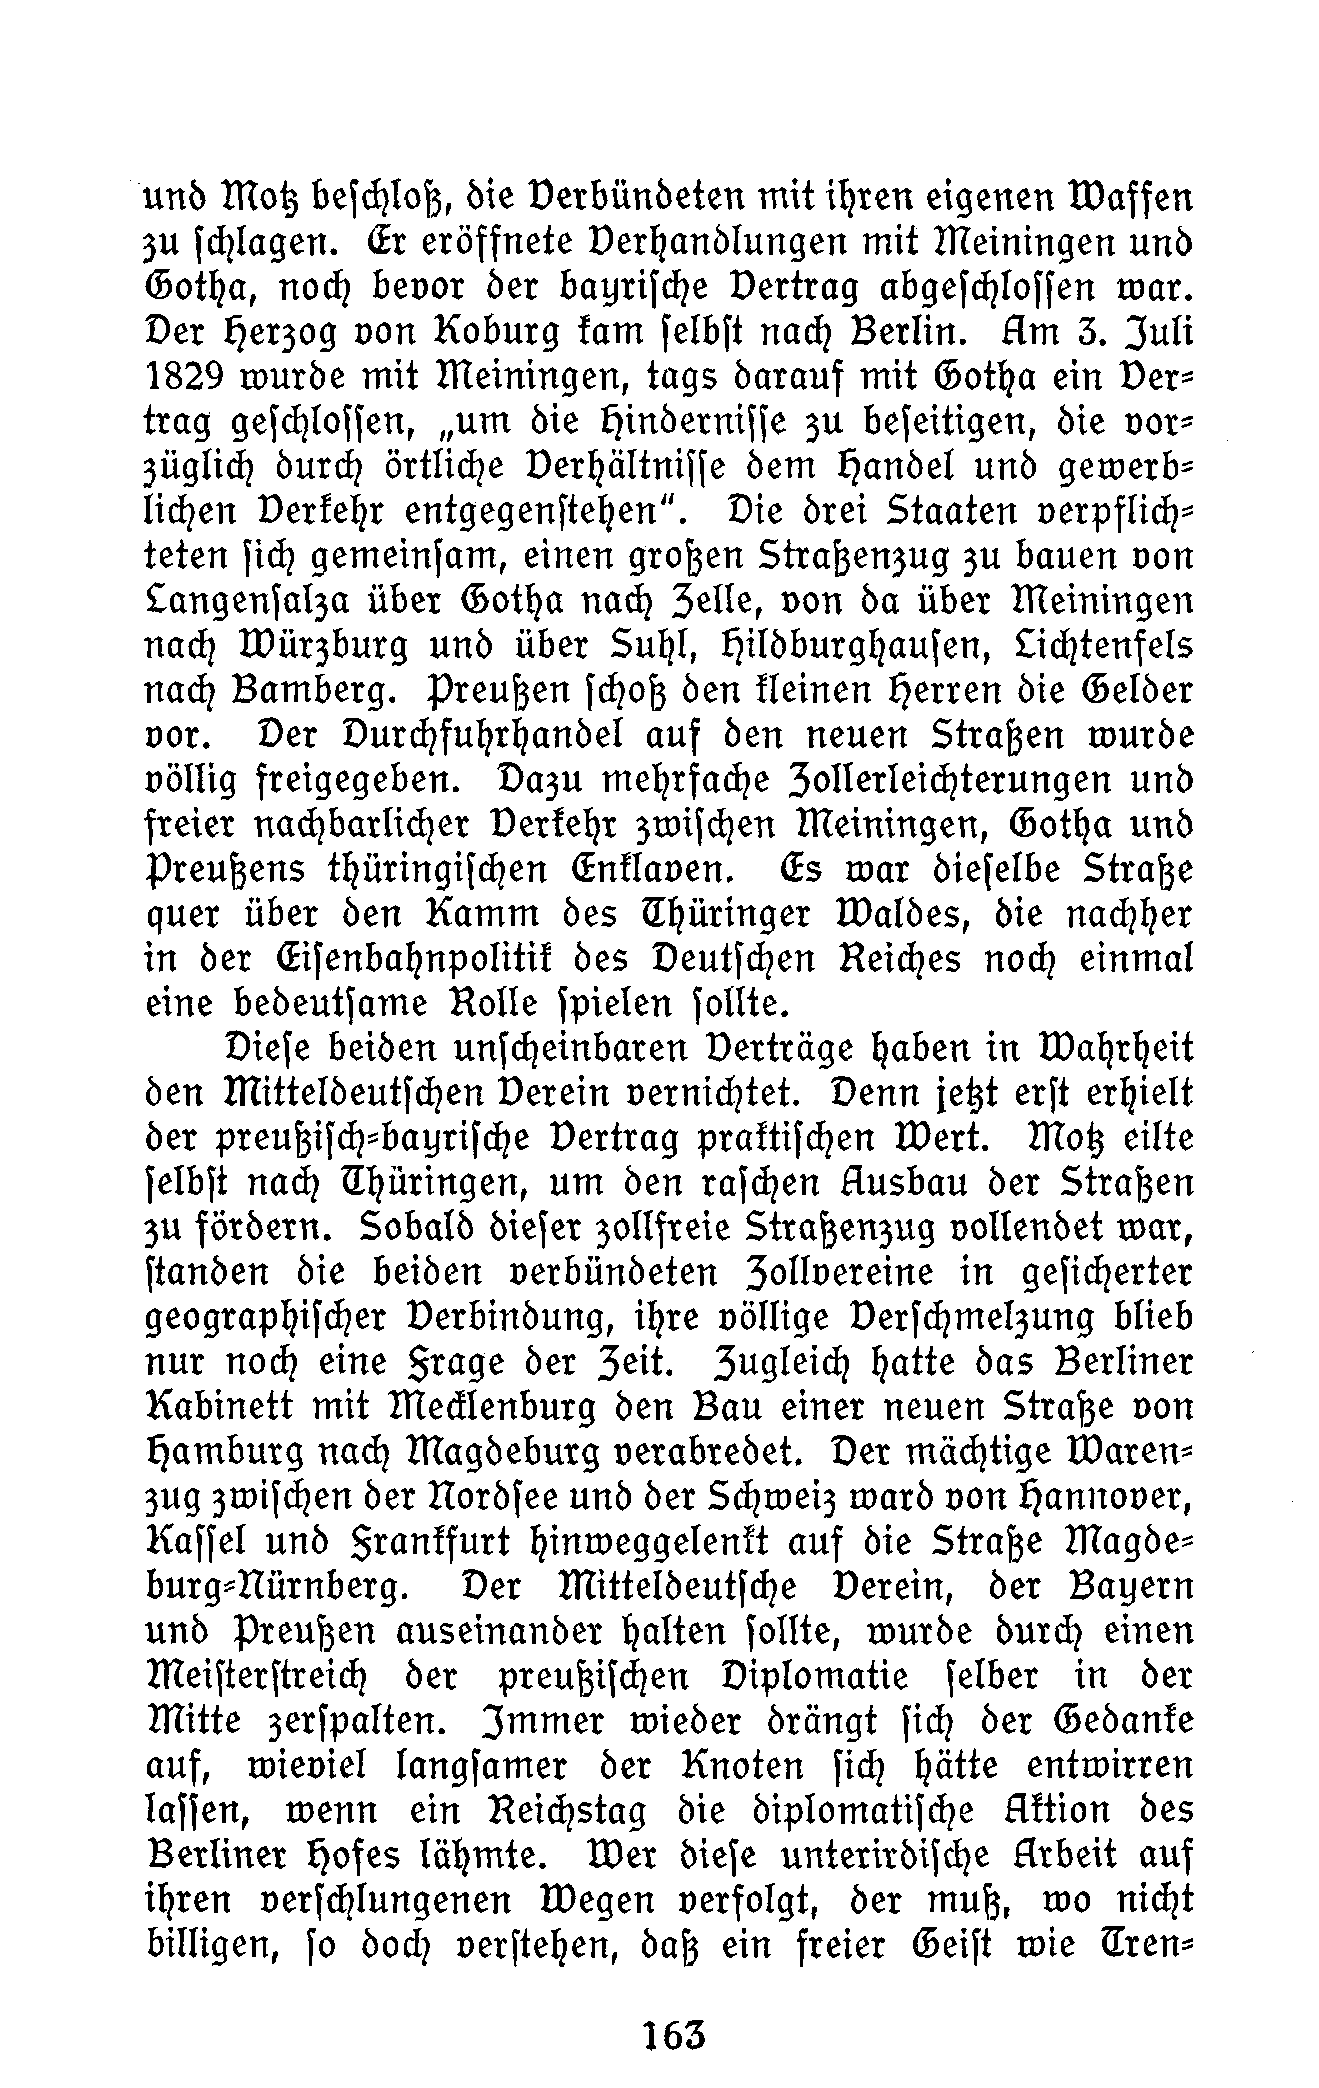 und Motz beſchloß, die Verbündeten mit ihren eigenen Waffen
zu ſchlagen. Er eröffnete Verhandlungen mit Meiningen und
Gotha, noch bevor der bayriſche Vertrag abgeſchloſſen war.
Der Herzog von Koburg kam ſelbſt nach Berlin. Am 3. Juli
1829 wurde mit Meiningen, tags darauf mit Gotha ein Ver⸗
trag geſchloſſen, „um die Hinderniſſe zu beſeitigen, die vor⸗
züglich durch örtliche Verhältniſſe dem Handel und gewerb⸗
lichen Verkehr entgegenſtehen“. Die drei Staaten verpflich⸗
teten ſich gemeinſam, einen großen Straßenzug zu bauen von
Langenſalza über Gotha nach Zelle, von da über Meiningen
nach Würzburg und über Suhl, Hildburghauſen, Lichtenfels
nach Bamberg. Preußen ſchoß den kleinen Herren die Gelder
vor. Der Durchfuhrhandel auf den neuen Straßen wurde
völlig freigegeben. Dazu mehrfache Zollerleichterungen und
freier nachbarlicher Verkehr zwiſchen Meiningen, Gotha und
Preußens thüringiſchen Enklaven. Es war dieſelbe Straße
quer über den Kamm des Thüringer Waldes, die nachher
in der Eiſenbahnpolitik des Deutſchen Reiches noch einmal
eine bedeutſame Rolle ſpielen ſollte.
Dieſe beiden unſcheinbaren Verträge haben in Wahrheit
den Mitteldeutſchen Verein vernichtet. Denn jetzt erſt erhielt
der preußiſch⸗bayriſche Vertrag praktiſchen Wert. Motz eilte
ſelbſt nach Thüringen, um den raſchen Ausbau der Straßen
zu fördern. Sobald dieſer zollfreie Straßenzug vollendet war,
ſtanden die beiden verbündeten Zollvereine in geſicherter
geographiſcher Verbindung, ihre völlige Verſchmelzung blieb
nur noch eine Frage der Zeit. Zugleich hatte das Berliner
Kabinett mit Mecklenburg den Bau einer neuen Straße von
Hamburg nach Magdeburg verabredet. Der mächtige Waren⸗
zug zwiſchen der Nordſee und der Schweiz ward von Hannover,
Kaſſel und Frankfurt hinweggelenkt auf die Straße Magde⸗
burg⸗Nürnberg. Der Mitteldeutſche Verein, der Bayern
und Preußen auseinander halten ſollte, wurde durch einen
Meiſterſtreich der preußiſchen Diplomatie ſelber in der
Mitte zerſpalten. Immer wieder drängt ſich der Gedanke
auf, wieviel langſamer der Knoten ſich hätte entwirren
laſſen, wenn ein Reichstag die diplomatiſche Aktion des
Berliner Hofes lähmte. Wer dieſe unterirdiſche Arbeit auf
ihren verſchlungenen Wegen verfolgt, der muß, wo nicht
billigen, ſo doch verſtehen, daß ein freier Geiſt wie Tren⸗
163